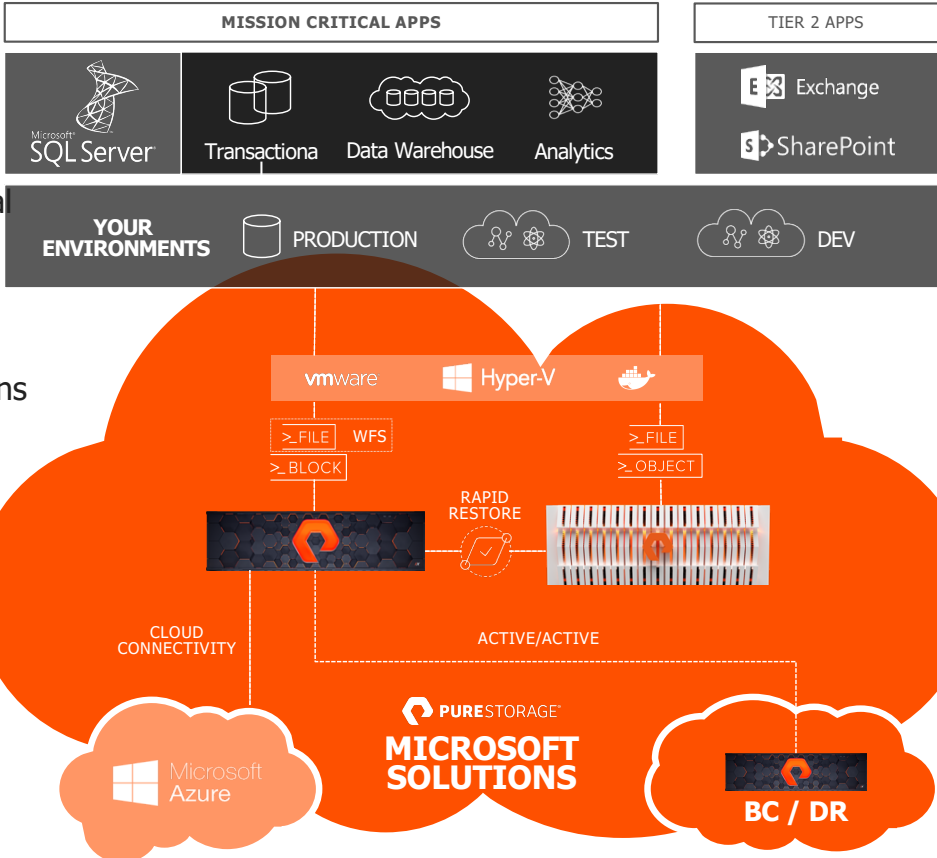 MISSION CRITICAL APPS
TIER 2 APPS
Microsoft®
SQL Server
Transactiona
Data Warehouse
Analytics
E Exchange
S SharePoint
al
YOUR
ENVIRONMENTS
PRODUCTION
TEST
DEV
ns
vmware
Hyper-V
>_FILE
WFS
>_BLOCK
>_FILE
>_OBJECT
RAPID
RESTORE
CLOUD
CONNECTIVITY
ACTIVE/ACTIVE
PURESTORAGE®
MICROSOFT
SOLUTIONS
Microsoft
Azure
BC / DR